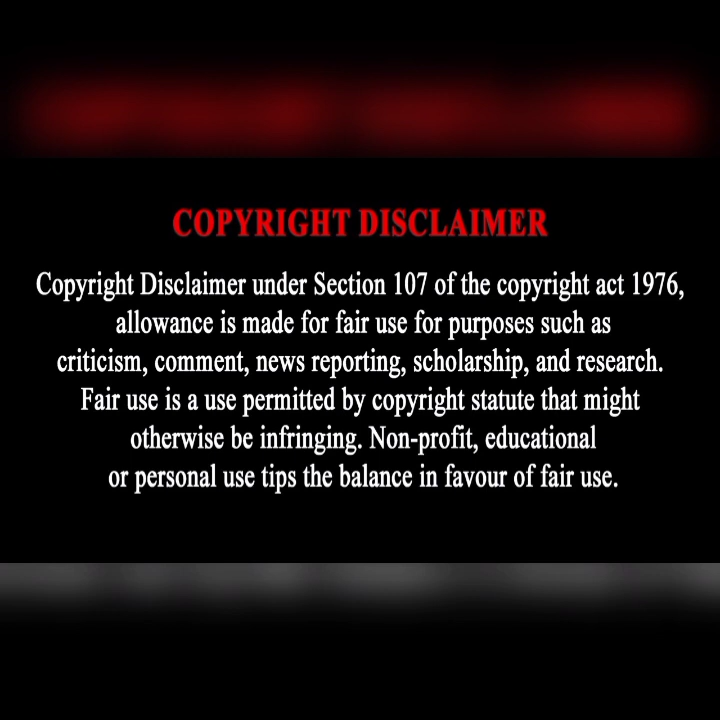 COPYRIGHT DISCLAIMER
Copyright Disclaimer under Section 107 of the copyright act 1976,
allowance is made for fair use for purposes such as
criticism, comment, news reporting, scholarship, and research.
Fair use is a use permitted by copyright statute that might
otherwise be infringing. Non-profit, educational
or personal use tips the balance in favour of fair use.